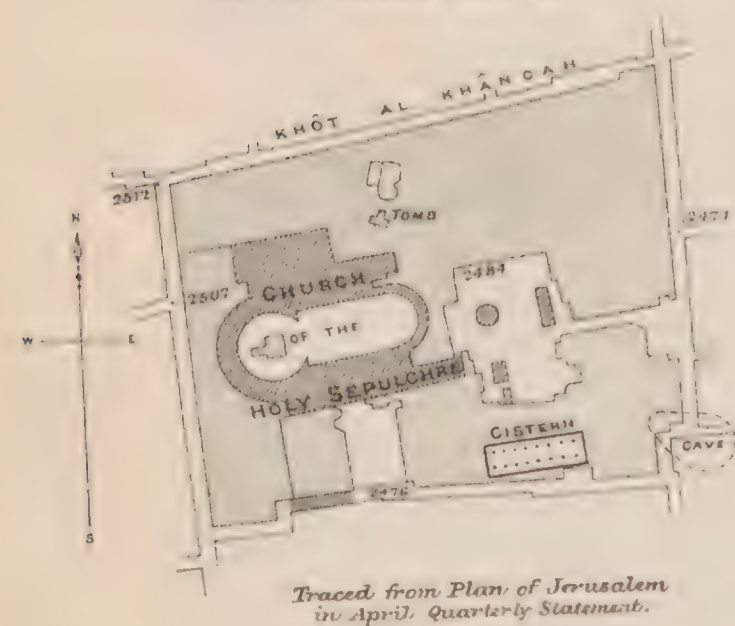 KHÔT AL KHÂNCAH
2512
N
TOMB
2474
2507
CHURCH
2484
W
E
OF THE
HOLY SEPULCHRE
CISTERN
CAVE
2476
S
Traced from Plan of Jerusalem
in April, Quarterly Statement.